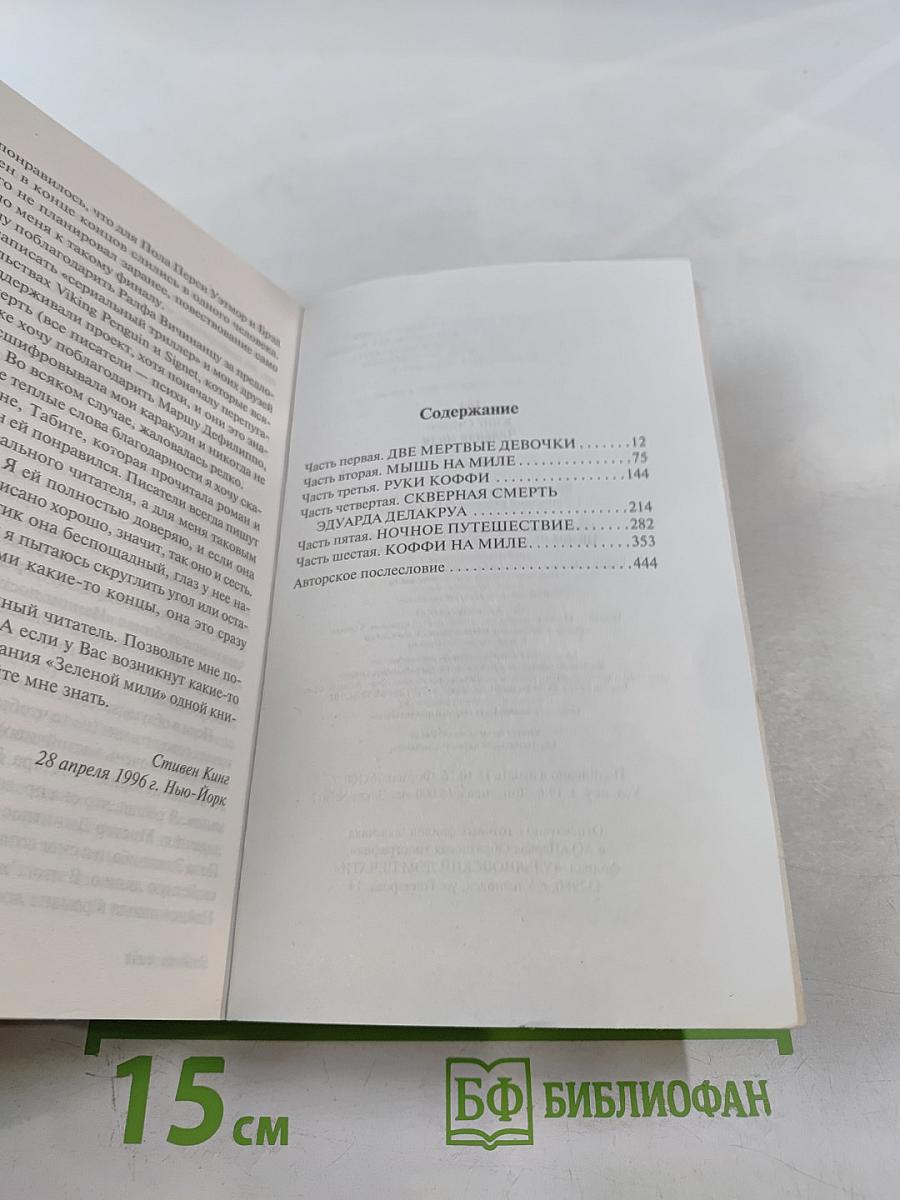 понравилось, что для Пола Перси Уэтмор и Брад
в конце концов слились в одного человека.
не планировал заранее, повествование само
меня к такому финалу.
поблагодарить Ралфа Вичинанцу за предло-
написать «сериальный триллер» и моих друзей
Viking Penguin и Signet, которые вся-
поддерживали проект, хотя поначалу перепуга-
(все писатели — психи, и они это зна-
хочу поблагодарить Маршу Дефилиппо,
расшифровывала мои каракули и никогда не
Во всяком случае, жаловалась редко.
теплые слова благодарности я хочу ска-
Табите, которая прочитала роман и
ей понравился. Писатели всегда пишут
читателя, а для меня таковым
Я ей полностью доверяю, и если она
хорошо, значит, так оно и есть.
она беспощадный, глаз у нее на-
я пытаюсь скруглить угол или оста-
какие-то концы, она это сразу
читатель. Позвольте мне по-
А если у Вас возникнут какие-то
«Зеленой мили» одной кни-
мне знать.
Стивен Кинг
28 апреля 1996 г. Нью-Йорк
Содержание
Часть первая. ДВЕ МЕРТВЫЕ ДЕВОЧКИ.......12
Часть вторая. МЫШЬ НА МИЛЕ...............75
Часть третья. РУКИ КОФФИ .................144
Часть четвертая. СКВЕРНАЯ СМЕРТЬ
ЭДУАРДА ДЕЛАКРУА .....................214
Часть пятая. НОЧНОЕ ПУТЕШЕСТВИЕ.......282
Часть шестая. КОФФИ НА МИЛЕ.............353
Авторское послесловие .......................444
15 см
БФ БИБЛИОФАН